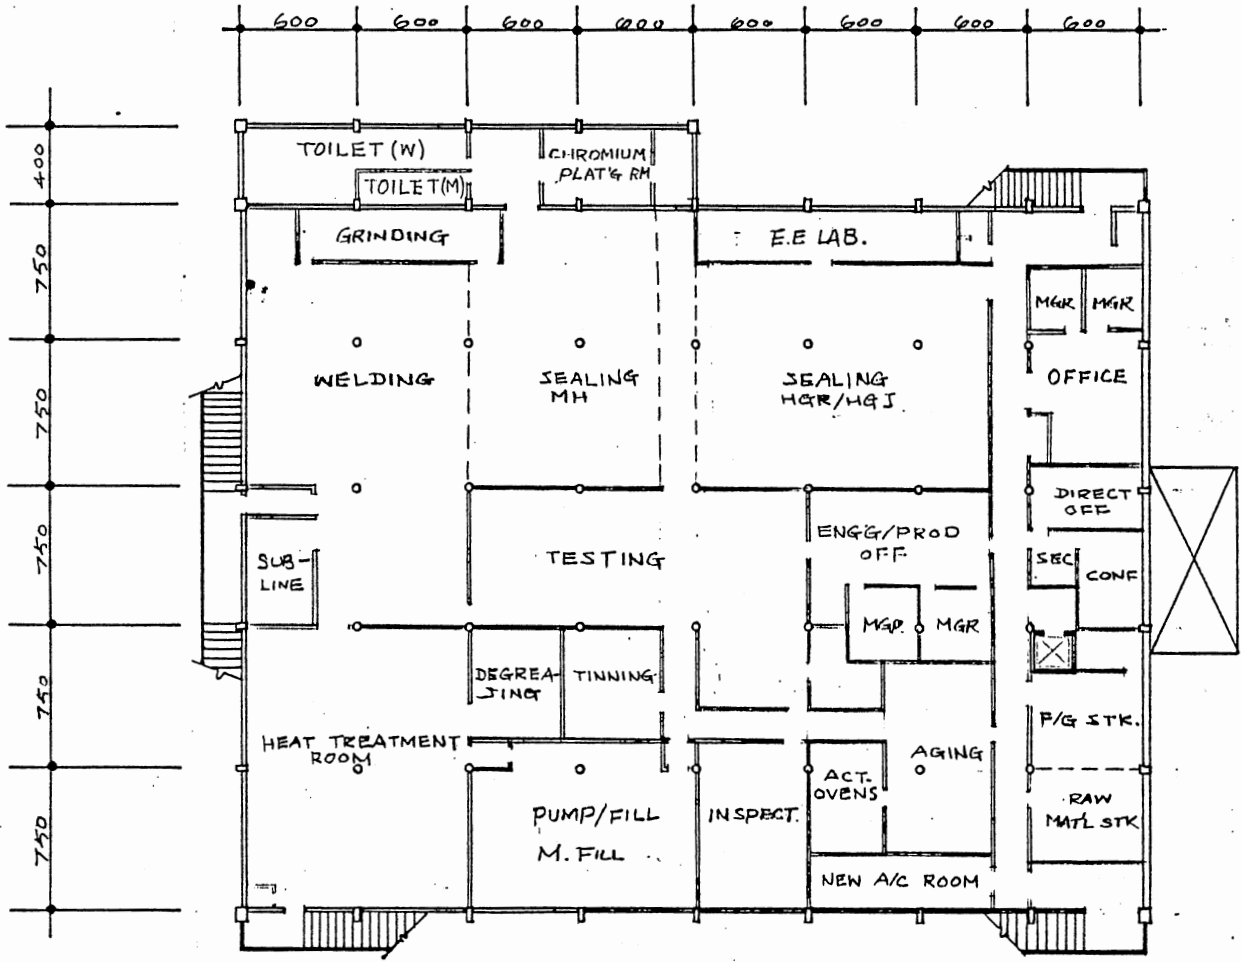 600 600 600 600 600 600 600 600
400
750
750
750
750
750
TOILET (W)
TOILET (M)
CHROMIUM
PLAT'G RM
GRINDING
E.E LAB.
MGR
MGR
WELDING
SEALING
MH
SEALING
HGR/HGJ
OFFICE
DIRECT
OFF
SUB-
LINE
TESTING
ENGG/PROD
OFF
SEC
CONF
MGR
MGR
DEGREA-
SING
TINNING
F/G STK.
HEAT TREATMENT
ROOM
AGING
ACT.
OVENS
RAW
MAT'L STK
PUMP/FILL
M. FILL
INSPECT.
NEW A/C ROOM